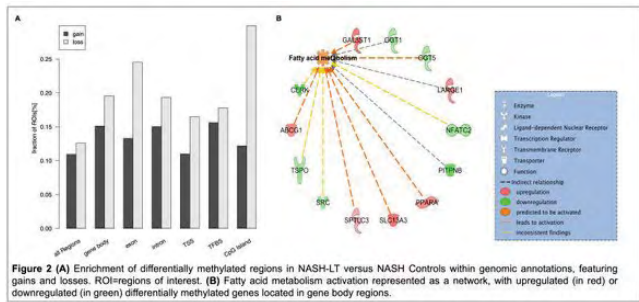 A
gain
loss
fraction of ROIs[%]
0.30
0.25
0.20
0.15
0.10
0.05
0.00
all Regions
gene body
exon
intron
TSS
TFBS
CpG Island
B
GAL3ST1
GOT1
Fatty acid metabolism
COT5
CERK
LARGE1
ABCG1
NFATC2
TSPO
PITPNB
SRC
PPARA
SPTLC3
SLC13A3
Enzyme
Kinase
Ligand-dependent Nuclear Receptor
Transcription Regulator
Transmembrane Receptor
Transporter
Function
Indirect relationship
upregulation
downregulation
predicted to be activated
leads to activation
inconsistent findings
Figure 2 (A) Enrichment of differentially methylated regions in NASH-LT versus NASH Controls within genomic annotations, featuring
gains and losses. ROI=regions of interest. (B) Fatty acid metabolism activation represented as a network, with upregulated (in red) or
downregulated (in green) differentially methylated genes located in gene body regions.